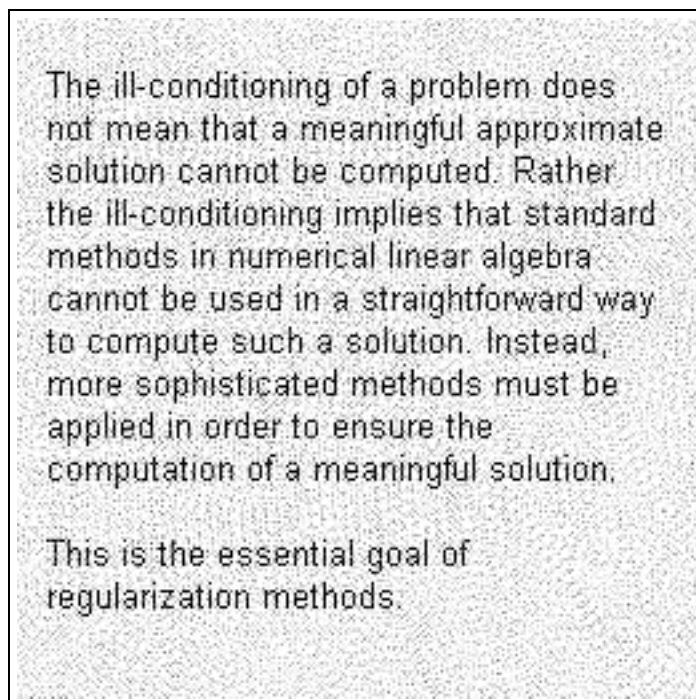 The ill-conditioning of a problem does
not mean that a meaningful approximate
solution cannot be computed. Rather
the ill-conditioning implies that standard
methods in numerical linear algebra
cannot be used in a straightforward way
to compute such a solution. Instead,
more sophisticated methods must be
applied in order to ensure the
computation of a meaningful solution.
This is the essential goal of
regularization methods.